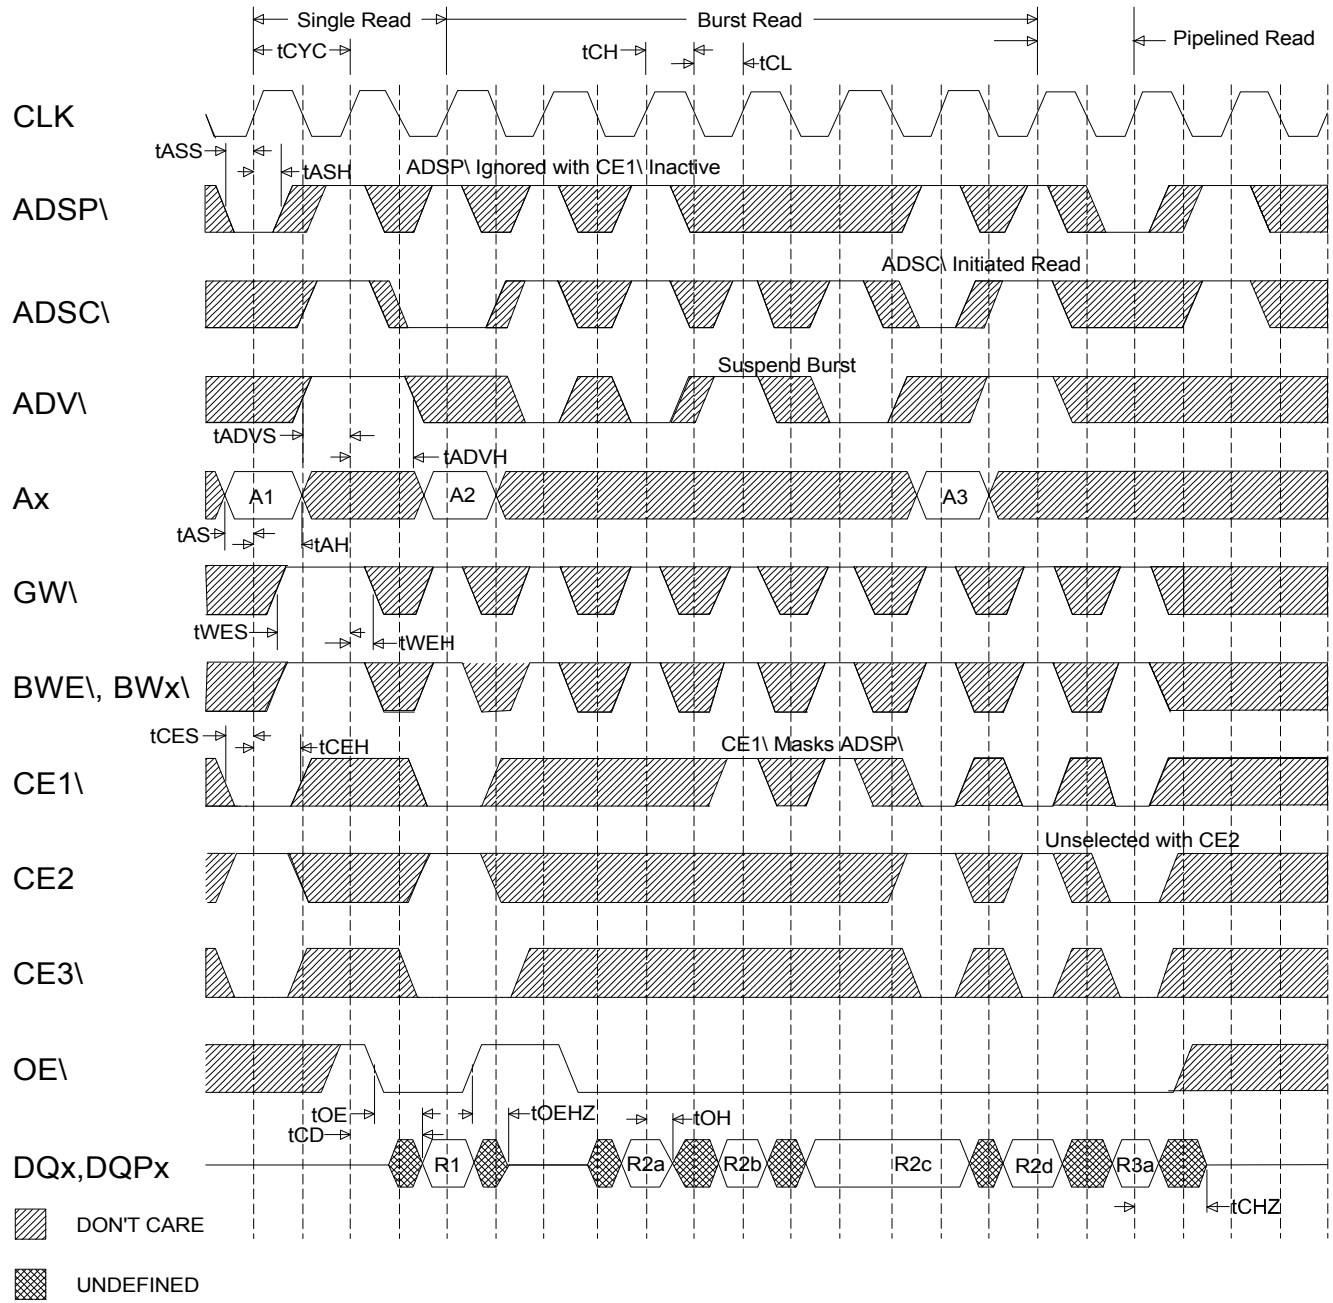 Single Read
Burst Read
Pipelined Read
tCYC
tCH
tCL
CLK
tASS
tASH
ADSP\ Ignored with CE1\ Inactive
ADSP\
ADSC\ Initiated Read
ADSC\
Suspend Burst
ADV\
tADVS
tADVH
Ax
A1
A2
A3
tAS
tAH
GW\
tWES
tWEH
BWE\, BWx\
tCES
tCEH
CE1\ Masks ADSP\
CE1\
Unselected with CE2
CE2
CE3\
OE\
tOE
tOEHZ
tOH
tCD
DQx,DQPx
R1
R2a
R2b
R2c
R2d
R3a
tCHZ
DON'T CARE
UNDEFINED